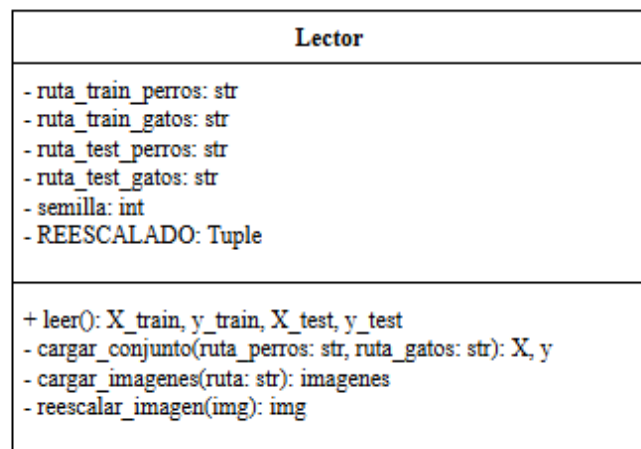 Lector
- ruta_train_perros: str
- ruta_train_gatos: str
- ruta_test_perros: str
- ruta_test_gatos: str
- semilla: int
- REESCALADO: Tuple
+ leer(): X_train, y_train, X_test, y_test
- cargar_conjunto(ruta_perros: str, ruta_gatos: str): X, y
- cargar_imagenes(ruta: str): imagenes
- reescalar_imagen(img): img